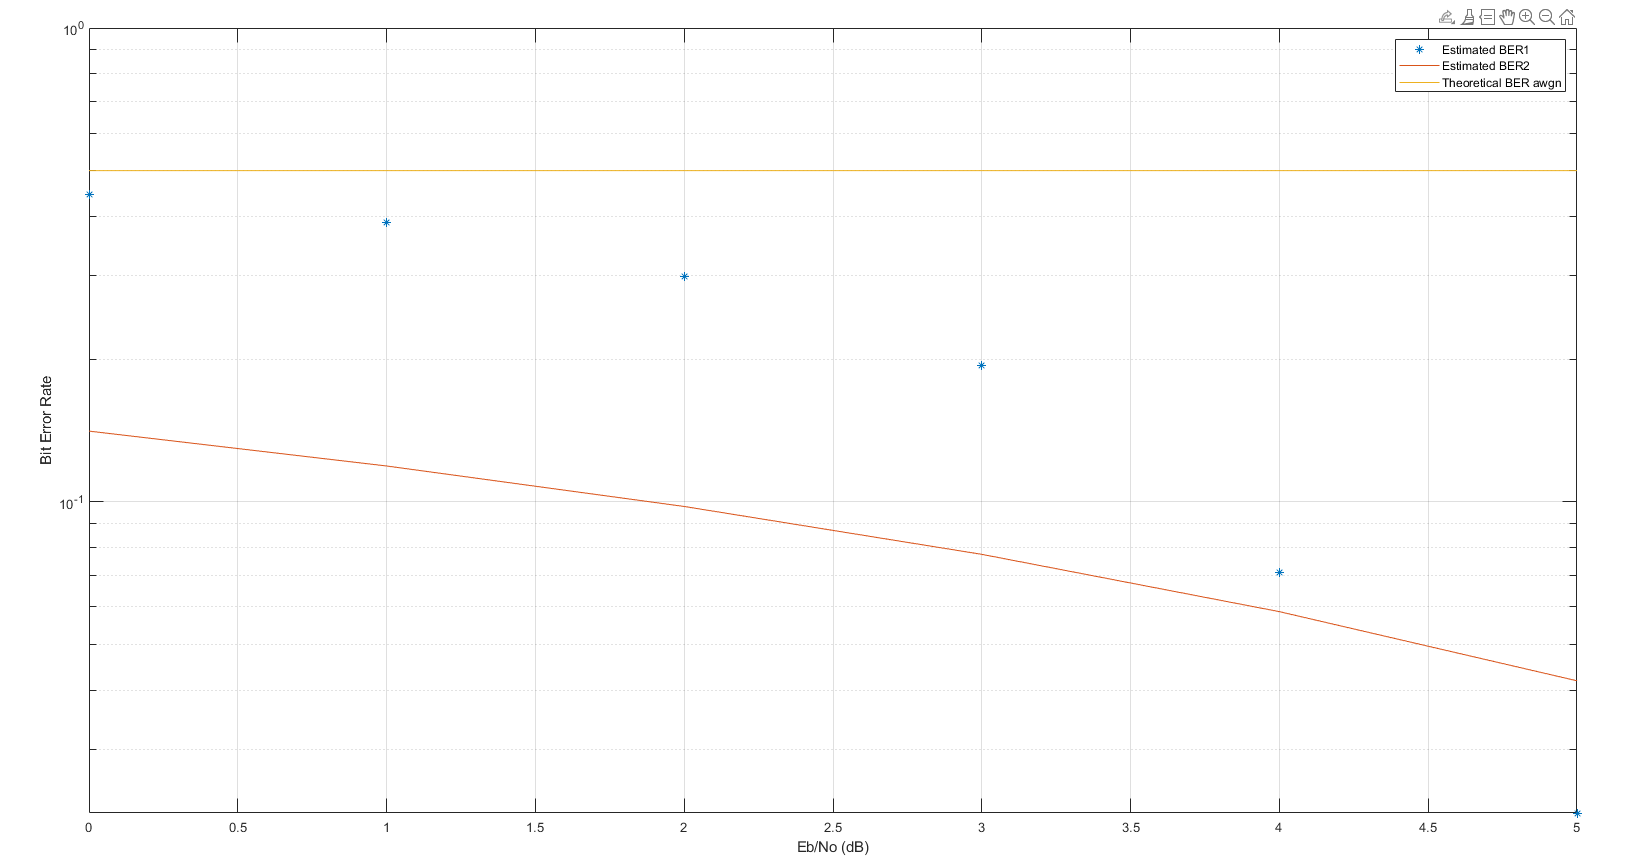 10^0
Estimated BER1
Estimated BER2
Theoretical BER awgn
Bit Error Rate
10^-1
0 0.5 1 1.5 2 2.5 3 3.5 4 4.5 5
Eb/No (dB)